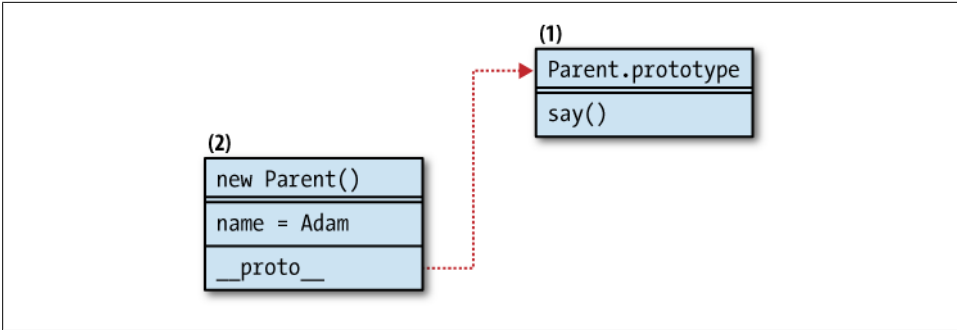 (1)
Parent.prototype
say()
(2)
new Parent()
name = Adam
__proto__